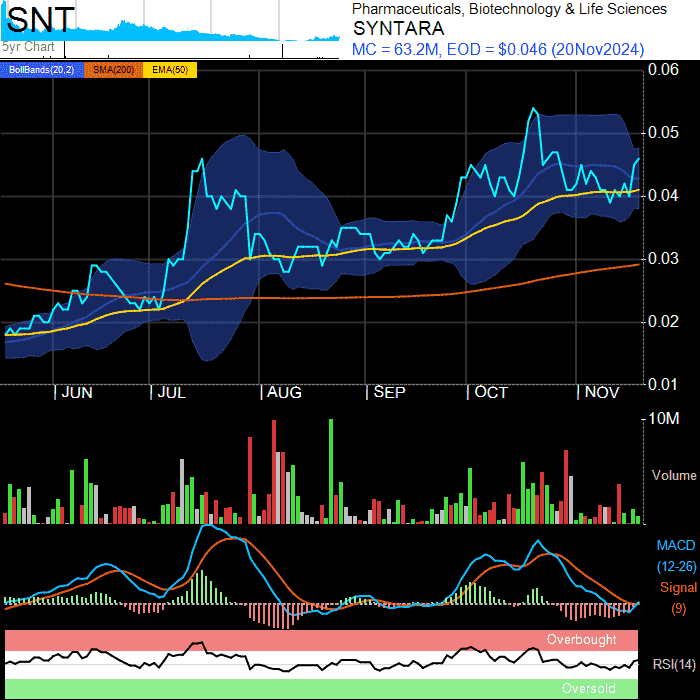 SNT
5yr Chart
Pharmaceuticals, Biotechnology & Life Sciences
SYNTARA
MC = 63.2M, EOD = $0.046 (20Nov2024)
BollBands(20,2) SMA(200) EMA(50)
0.06
0.05
0.04
0.03
0.02
0.01
JUN JUL AUG SEP OCT NOV
10M
Volume
MACD
(12-26)
Signal
(9)
Overbought
RSI(14)
Oversold